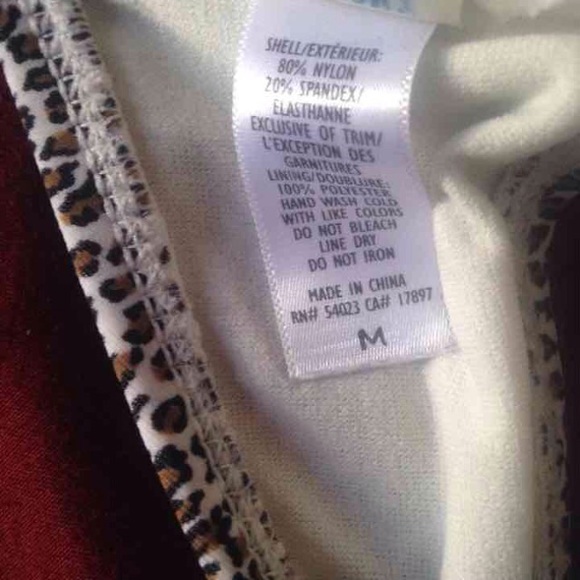 SHELL/EXTÉRIEUR:
80% NYLON
20% SPANDEX/
ELASTHANNE
EXCLUSIVE OF TRIM/
L'EXCEPTION DES
GARNITURES
LINING/DOUBLURE:
100% POLYESTER
HAND WASH COLD
WITH LIKE COLORS
DO NOT BLEACH
LINE DRY
DO NOT IRON
MADE IN CHINA
RN# 54023 CA# 17897
M